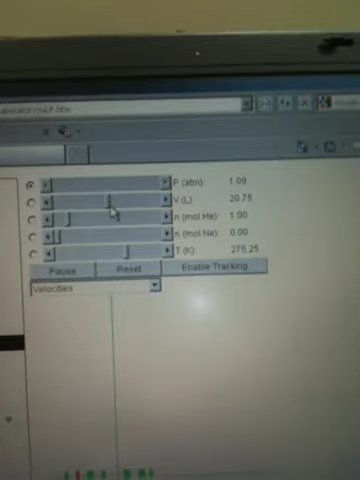 P (atm): 1.09
V (L) 20.75
n (mol He): 1.00
n (mol Ne): 0.00
T (K) 275.25
Pause Reset Enable Tracking
Velocities